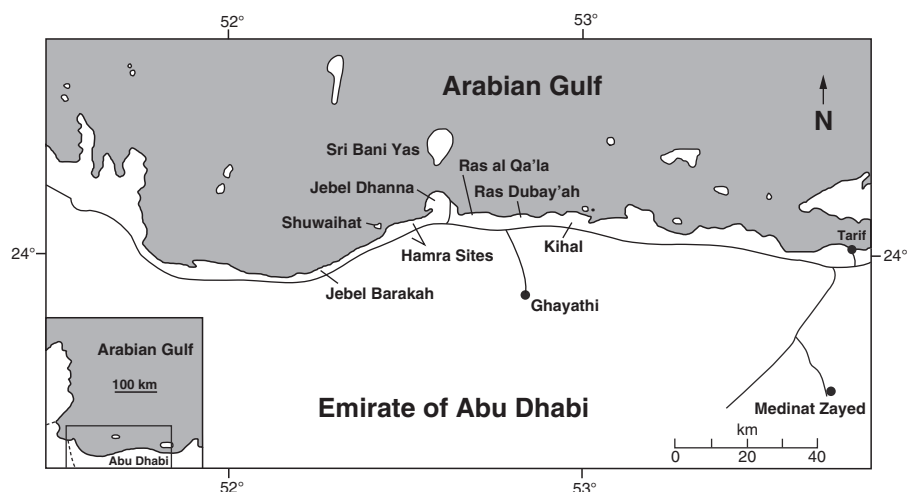 52°
53°
Arabian Gulf
N
Sri Bani Yas
Ras al Qa'la
Jebel Dhanna
Ras Dubay'ah
Shuwaihat
Tarif
24°
Hamra Sites
Kihal
24°
Jebel Barakah
Ghayathi
Arabian Gulf
100 km
Emirate of Abu Dhabi
Medinat Zayed
km
Abu Dhabi
0 20 40
52°
53°